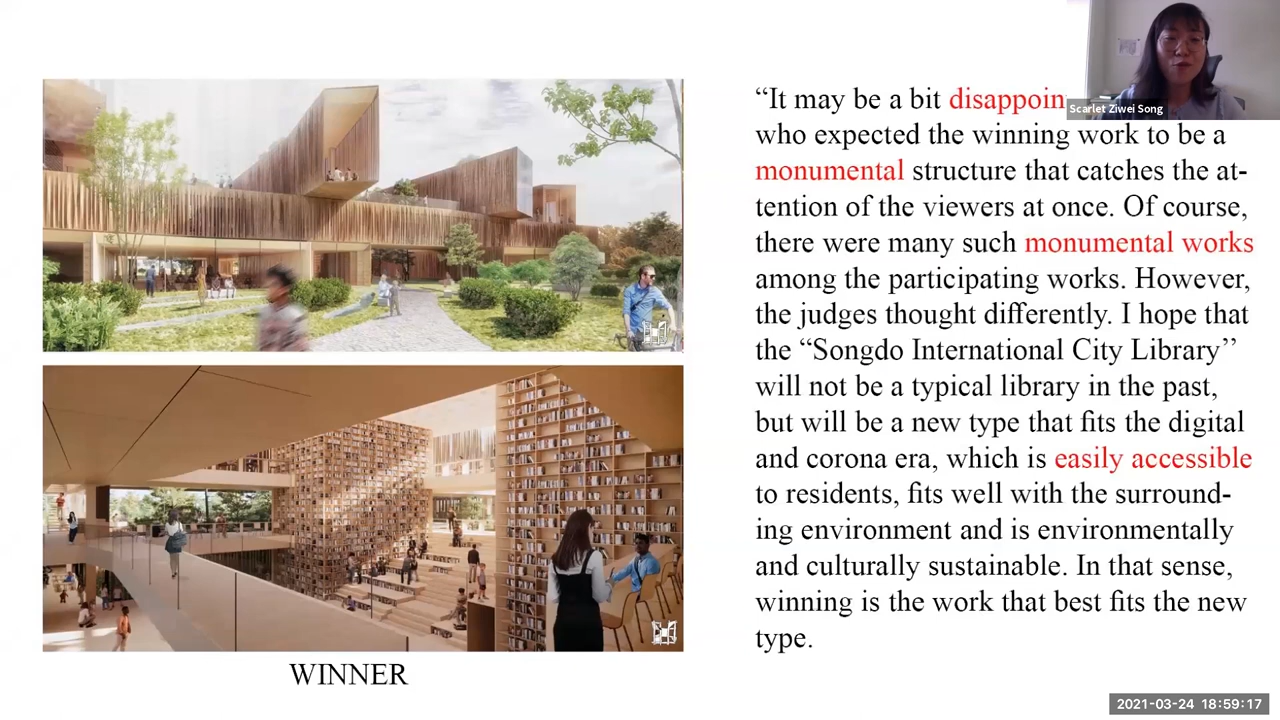 “It may be a bit
who expected the winning work to be a
monumental structure that catches the at-
tention of the viewers at once. Of course,
there were many such monumental works
among the participating works. However,
the judges thought differently. I hope that
the “Songdo International City Library’’
will not be a typical library in the past,
but will be a new type that fits the digital
and corona era, which is easily accessible
to residents, fits well with the surround-
ing environment and is environmentally
and culturally sustainable. In that sense,
winning is the work that best fits the new
type.
WINNER
Scarlet Ziwei Song
2021-03-24 18:59:17